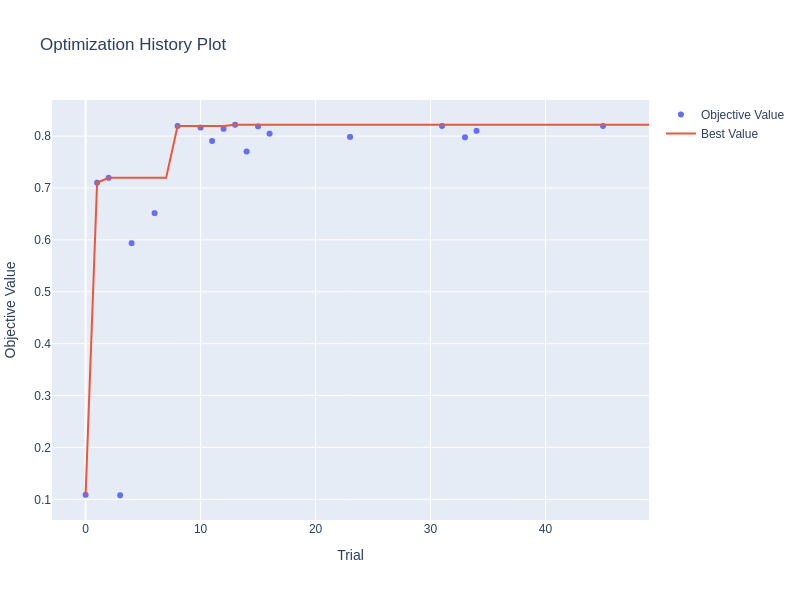 Optimization History Plot
Objective Value
Best Value
0.8
0.7
0.6
0.5
0.4
0.3
0.2
0.1
Objective Value
0 10 20 30 40
Trial